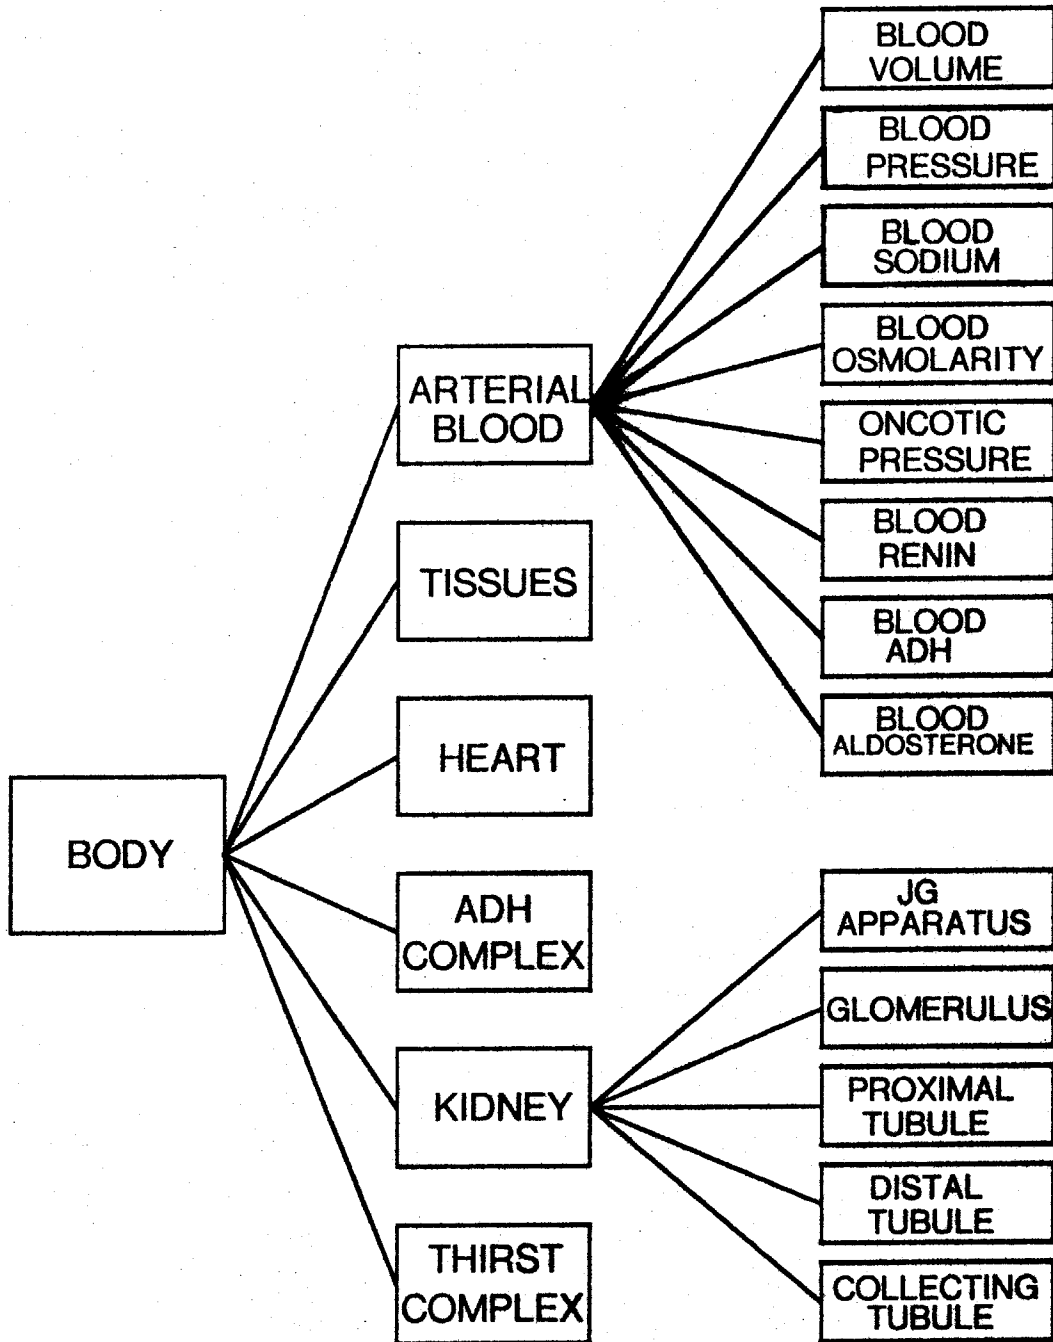 BLOOD
VOLUME
BLOOD
PRESSURE
BLOOD
SODIUM
BLOOD
OSMOLARITY
ONCOTIC
PRESSURE
BLOOD
RENIN
BLOOD
ADH
BLOOD
ALDOSTERONE
ARTERIAL
BLOOD
TISSUES
HEART
BODY
ADH
COMPLEX
KIDNEY
THIRST
COMPLEX
JG
APPARATUS
GLOMERULUS
PROXIMAL
TUBULE
DISTAL
TUBULE
COLLECTING
TUBULE